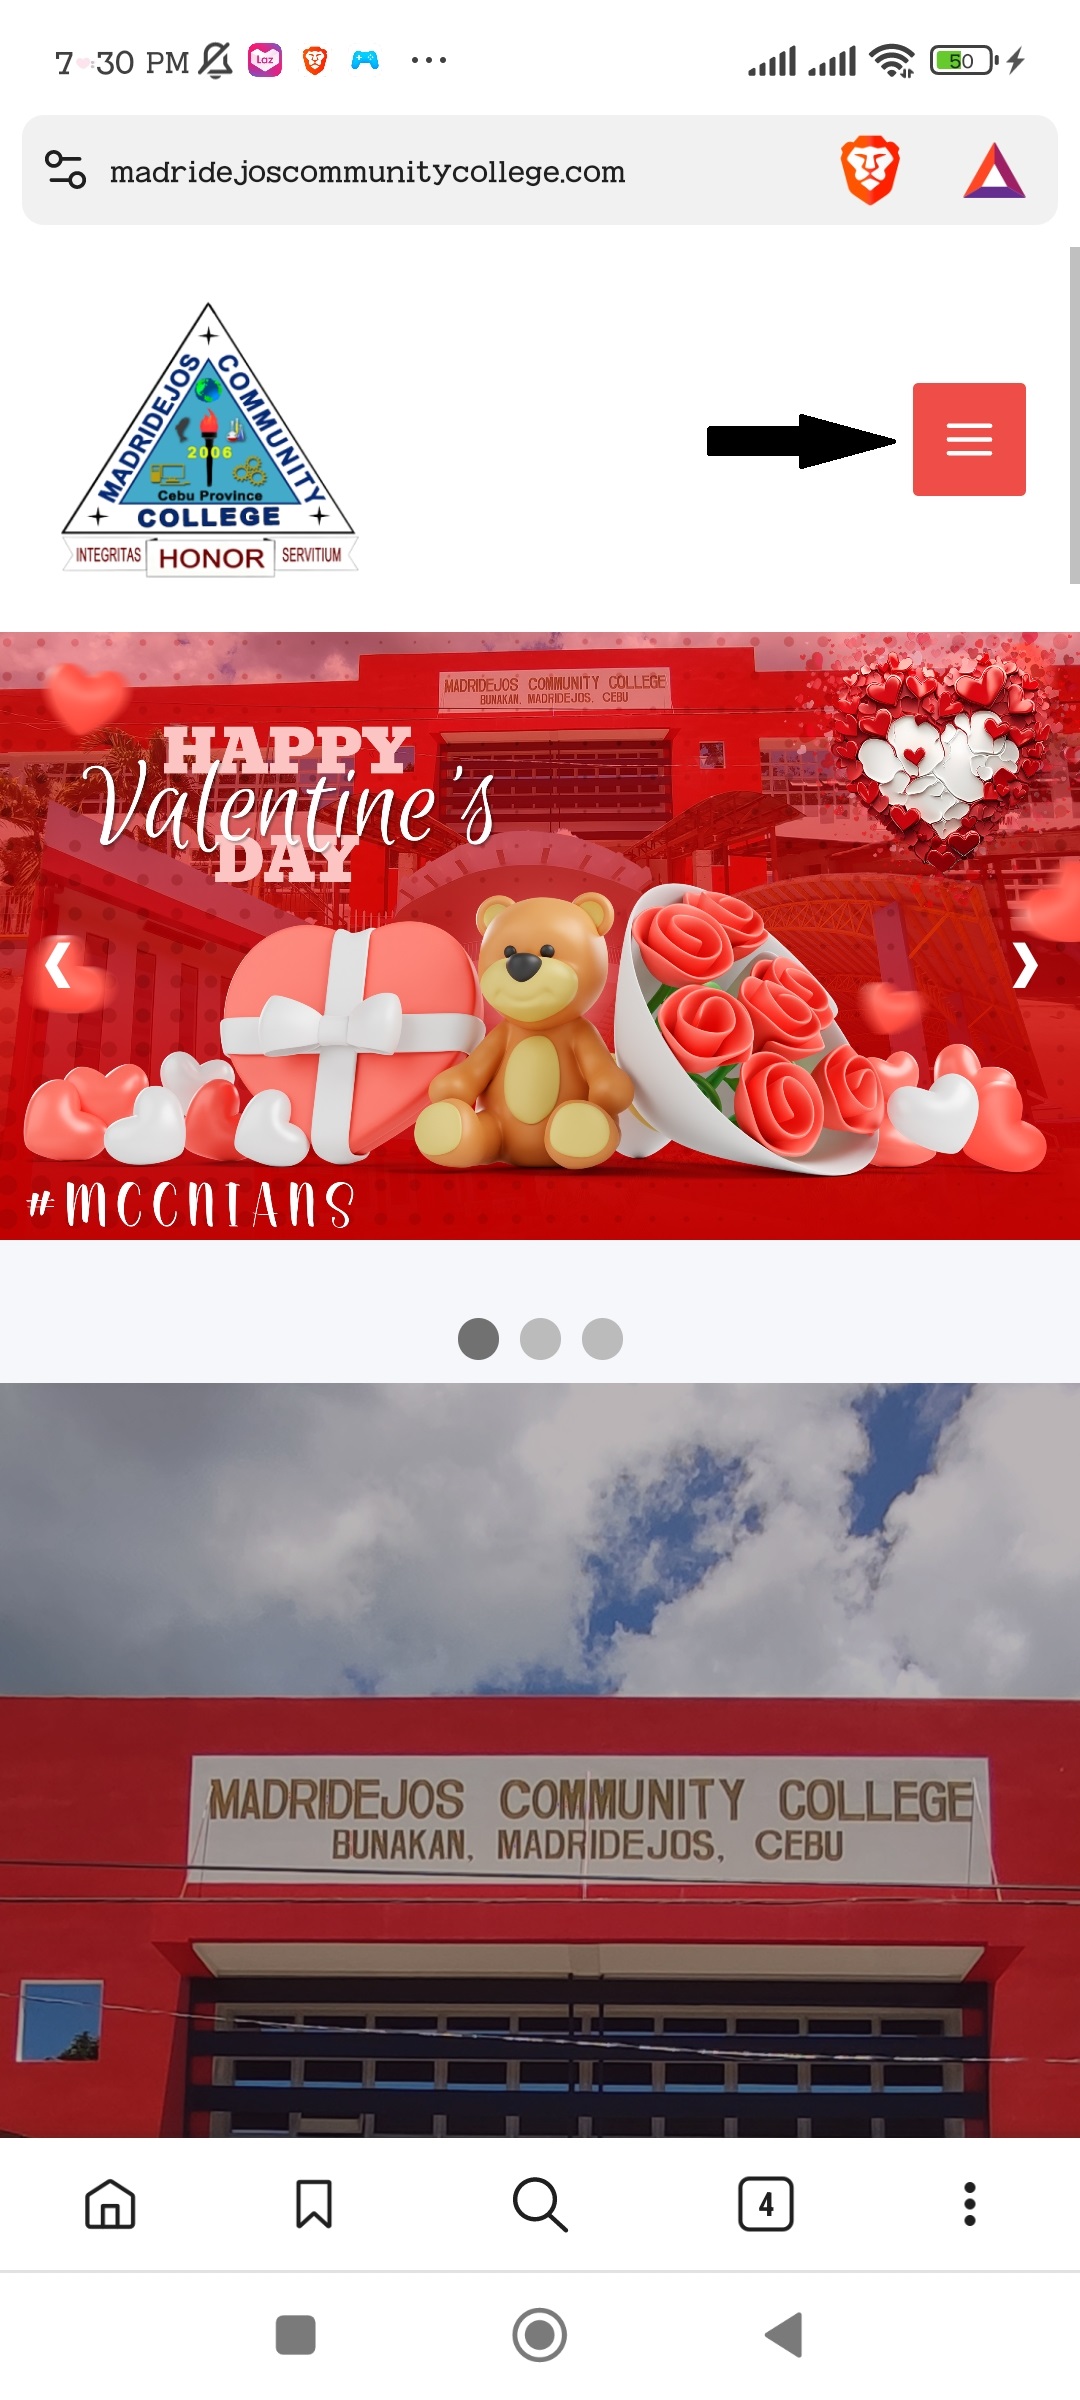 7:30 PM
Laz
50
madridejoscommunitycollege.com
MADRIDEJOS COMMUNITY
2006
Cebu Province
COLLEGE
INTEGRITAS HONOR SERVITIUM
MADRIDEJOS COMMUNITY COLLEGE
BUNAKAN, MADRIDEJOS, CEBU
HAPPY
Valentine's
DAY
#MCCNIANS
MADRIDEJOS COMMUNITY COLLEGE
BUNAKAN, MADRIDEJOS, CEBU
4